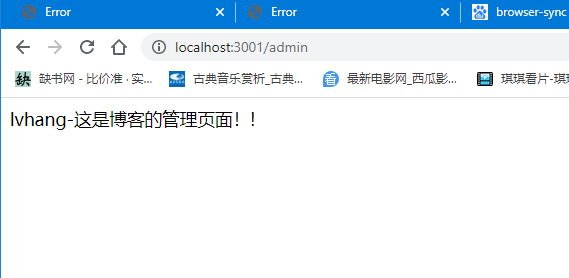 Error
Error
browser-sync
localhost:3001/admin
缺书网 - 比价准 · 实...
古典音乐赏析_古典...
最新电影网_西瓜影...
琪琪看片-琪
lvhang-这是博客的管理页面！！